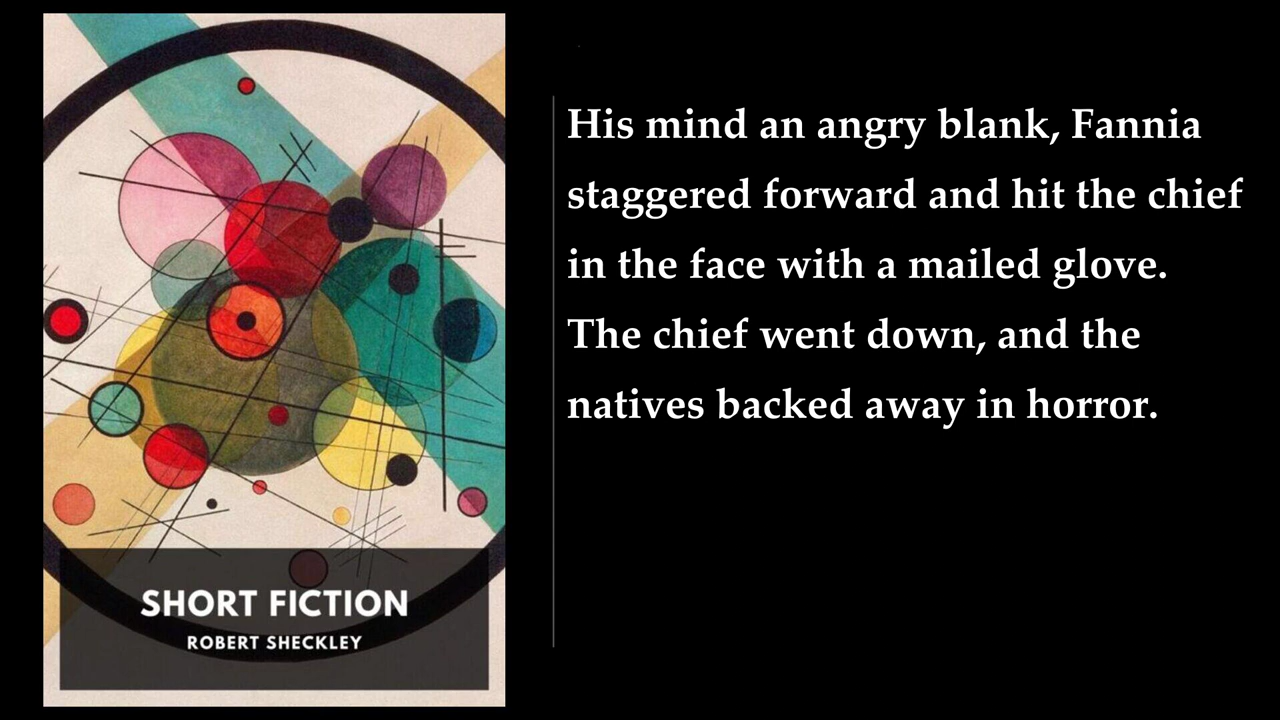 SHORT FICTION
ROBERT SHECKLEY
His mind an angry blank, Fannia
staggered forward and hit the chief
in the face with a mailed glove.
The chief went down, and the
natives backed away in horror.